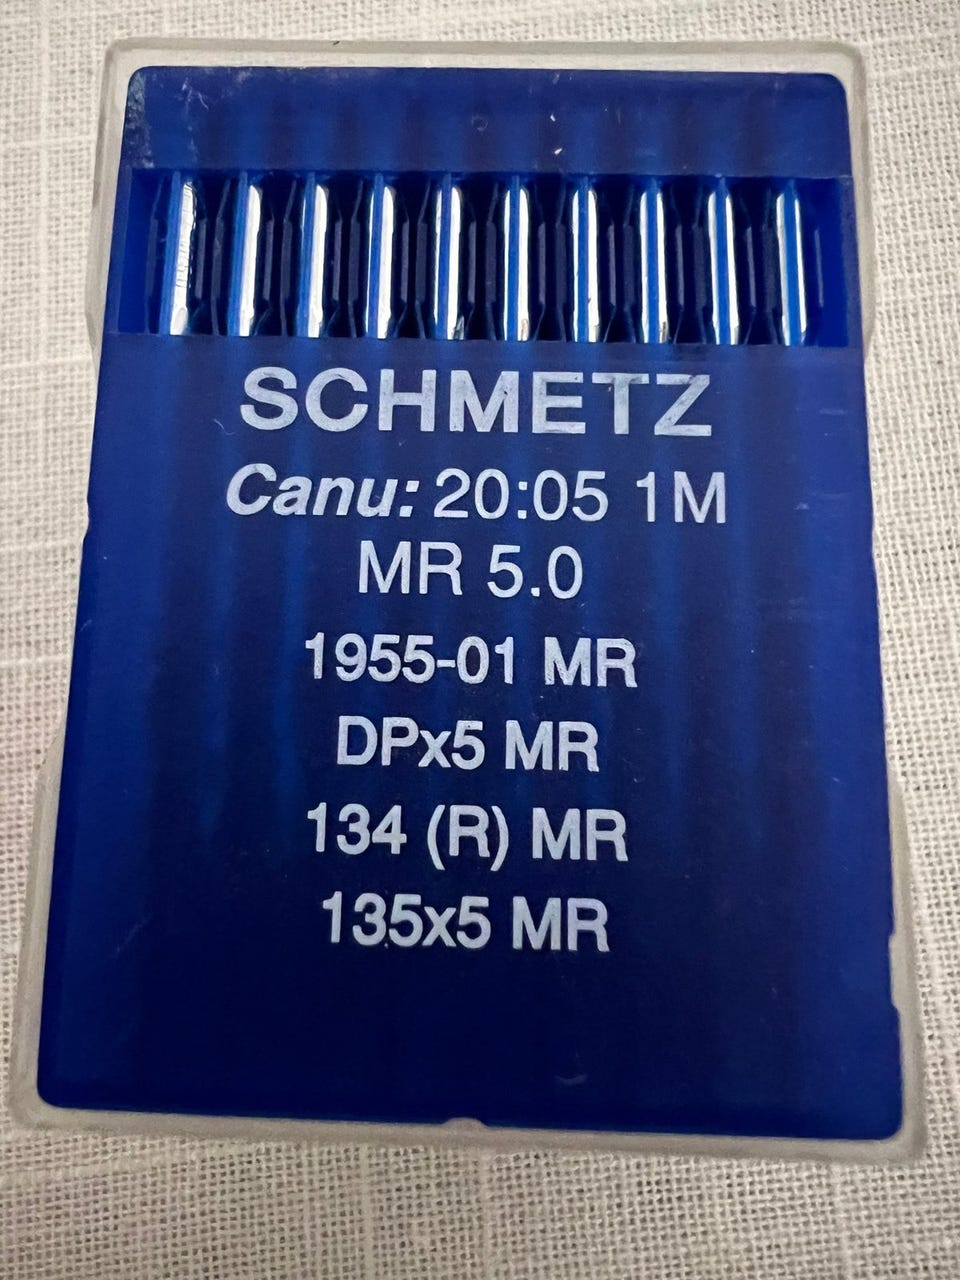 SCHMETZ
Canu: 20:05 1M
MR 5.0
1955-01 MR
DPx5 MR
134 (R) MR
135x5 MR